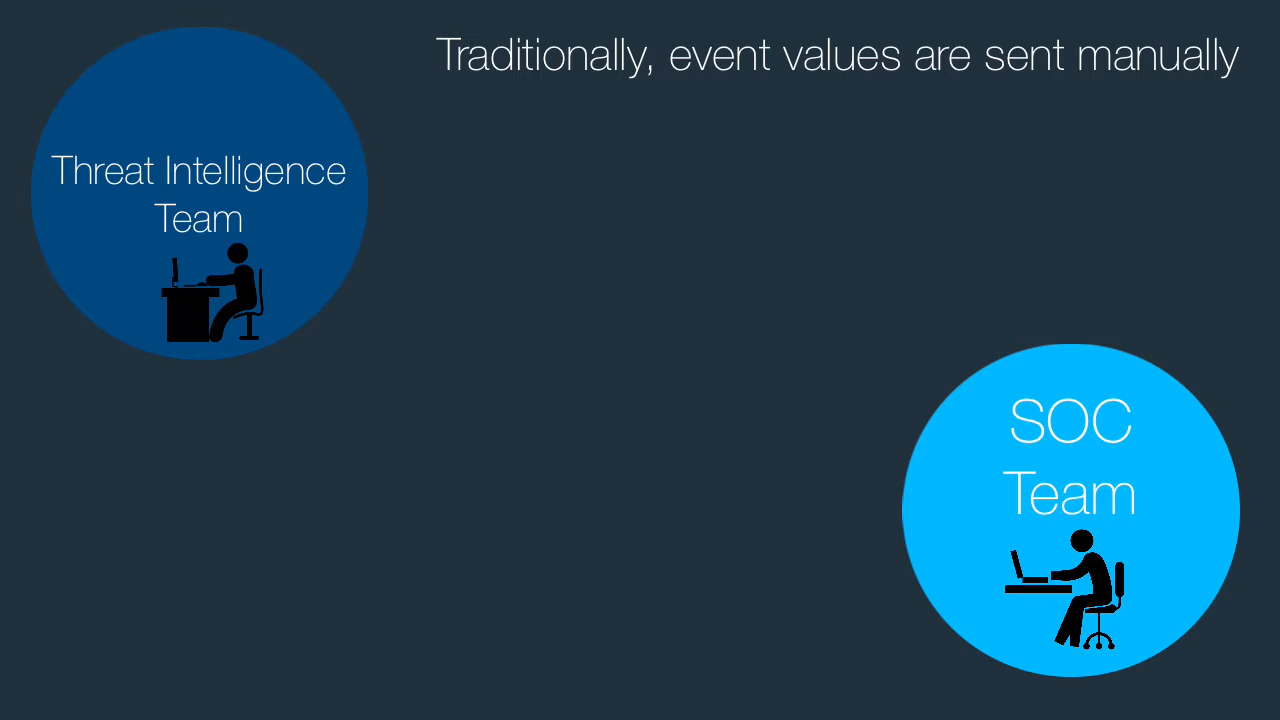 Traditionally, event values are sent manually
Threat Intelligence
Team
SOC
Team